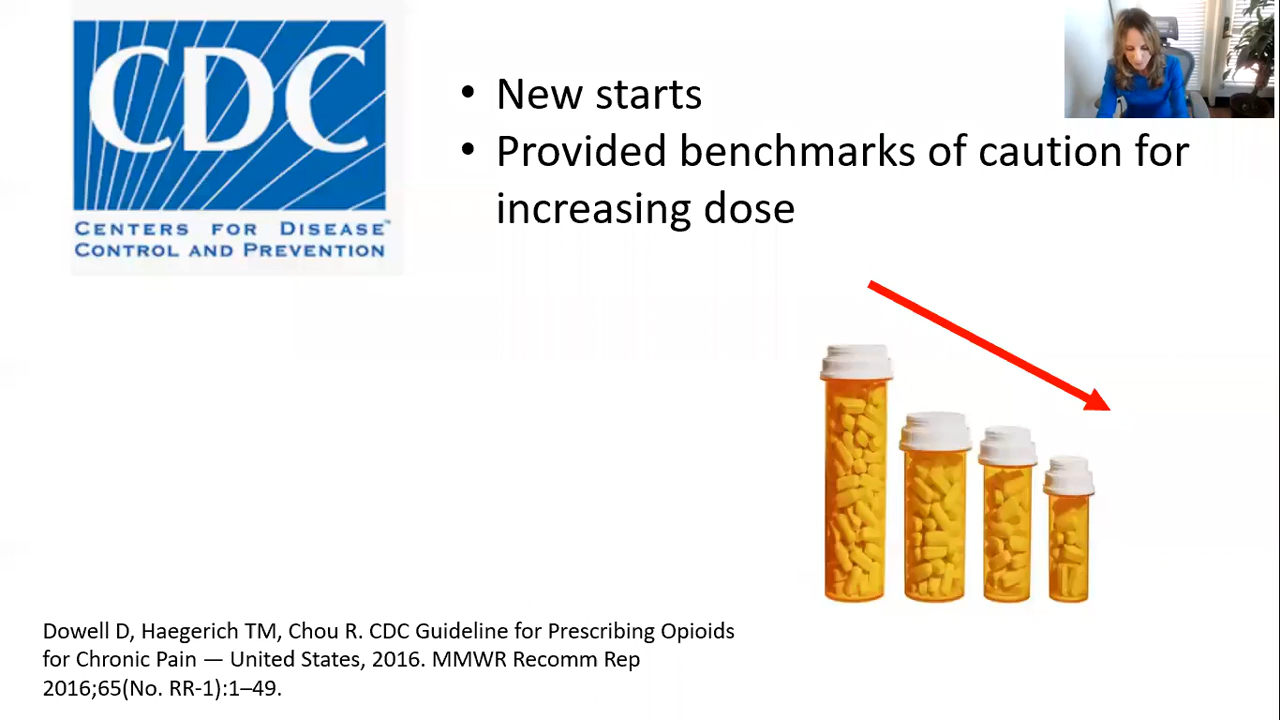 CDC
CENTERS FOR DISEASE™
CONTROL AND PREVENTION
• New starts
• Provided benchmarks of caution for
increasing dose
Dowell D, Haegerich TM, Chou R. CDC Guideline for Prescribing Opioids
for Chronic Pain — United States, 2016. MMWR Recomm Rep
2016;65(No. RR-1):1–49.